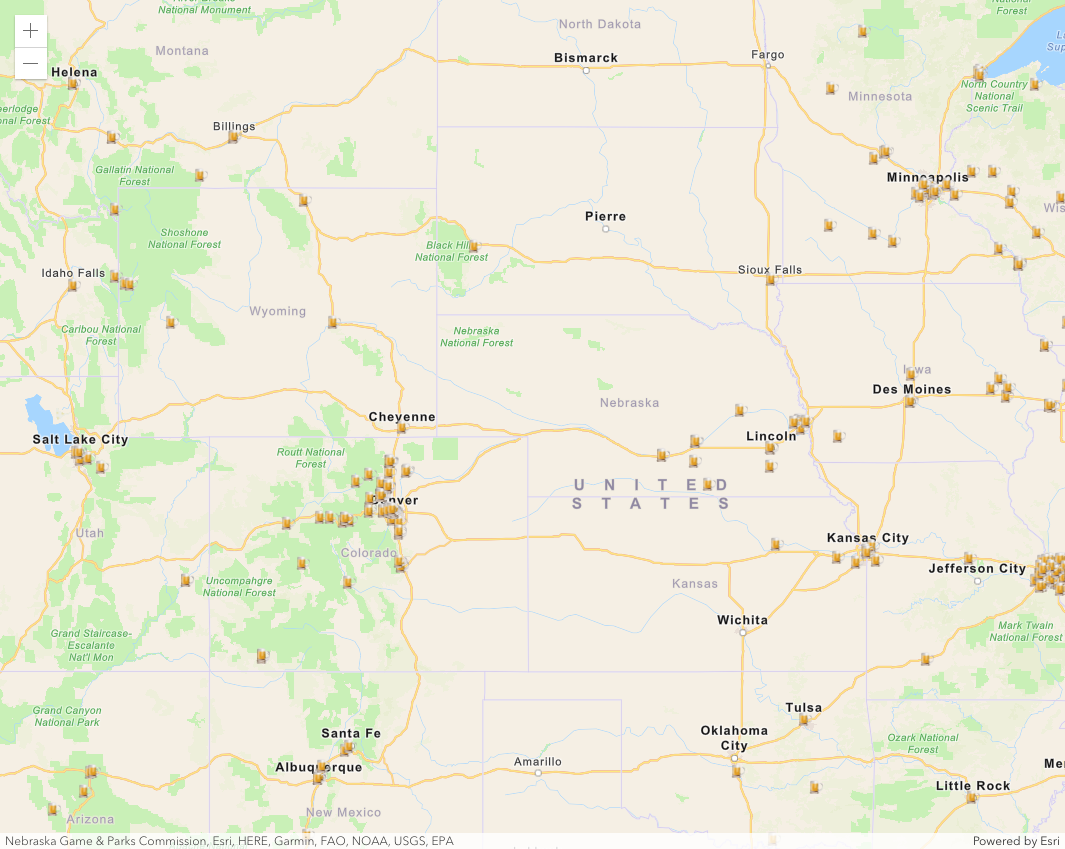 River Breaks
National Monument
National
Forest
North Dakota
Montana
Bismarck
Fargo
Helena
Minnesota
North Country
National
Scenic Trail
Billings
Gallatin National
Forest
Minneapolis
Pierre
Shoshone
National Forest
Black Hill
National Forest
Idaho Falls
Sioux Falls
Wyoming
Caribou National
Forest
Nebraska
National Forest
Iowa
Des Moines
Nebraska
Cheyenne
Salt Lake City
Lincoln
Routt National
Forest
UNITED
STATES
Denver
Utah
Kansas City
Colorado
Jefferson City
Uncompahgre
National Forest
Kansas
Wichita
Mark Twain
National Forest
Grand Staircase-
Escalante
Nat'l Mon
Grand Canyon
National Park
Tulsa
Santa Fe
Oklahoma
City
Ozark National
Forest
Amarillo
Albuquerque
Little Rock
New Mexico
Arizona
Nebraska Game & Parks Commission, Esri, HERE, Garmin, FAO, NOAA, USGS, EPA
Powered by Esri